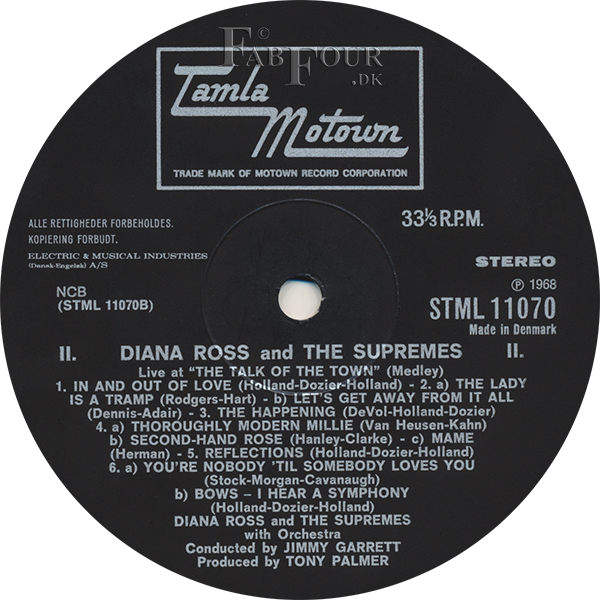 ©
FABFOUR
.DK
Tamla
Motown
TRADE MARK OF MOTOWN RECORD CORPORATION
ALLE RETTIGHEDER FORBEHOLDES.
KOPIERING FORBUDT.
ELECTRIC & MUSICAL INDUSTRIES
(Dansk-Engelsk) A/S
NCB
(STML 11070B)
33⅓ R.P.M.
STEREO
Ⓟ 1968
STML 11070
Made in Denmark
II. DIANA ROSS and THE SUPREMES II.
Live at "THE TALK OF THE TOWN" (Medley)
1. IN AND OUT OF LOVE (Holland-Dozier-Holland) - 2. a) THE LADY
IS A TRAMP (Rodgers-Hart) - b) LET'S GET AWAY FROM IT ALL
(Dennis-Adair) - 3. THE HAPPENING (DeVol-Holland-Dozier)
4. a) THOROUGHLY MODERN MILLIE (Van Heusen-Kahn)
b) SECOND-HAND ROSE (Hanley-Clarke) - c) MAME
(Herman) - 5. REFLECTIONS (Holland-Dozier-Holland)
6. a) YOU'RE NOBODY 'TIL SOMEBODY LOVES YOU
(Stock-Morgan-Cavanaugh)
b) BOWS – I HEAR A SYMPHONY
(Holland-Dozier-Holland)
DIANA ROSS and THE SUPREMES
with Orchestra
Conducted by JIMMY GARRETT
Produced by TONY PALMER